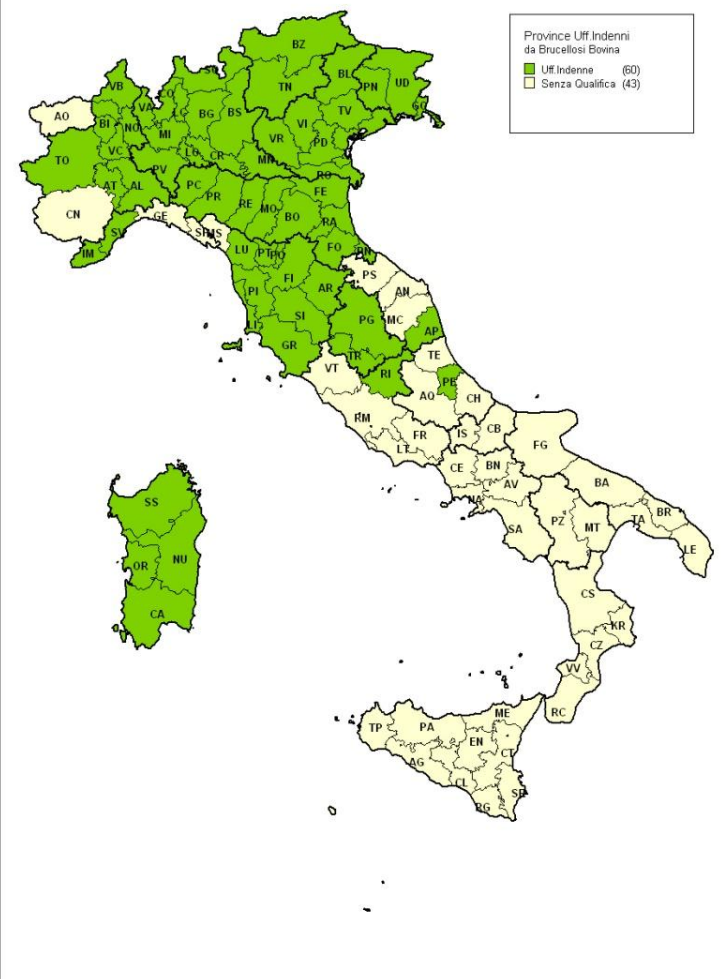 Province Uff.Indenni
da Brucellosi Bovina
Uff.Indenne (60)
Senza Qualifica (43)
BZ
SO
VB
BL
UD
TN
PN
CO
VA
LC
BG
BS
TV
GO
AO
BI
NO
MI
VI
VR
PD
VC
LO
CR
MN
TO
PV
RO
AT
AL
PC
PR
FE
RE
MO
BO
RA
CN
GE
SV
SP
MS
LU
PT
PO
FO
RN
IM
FI
PS
PI
AR
AN
SI
PG
MC
LI
AP
GR
TR
TE
VT
RI
PE
AQ
CH
RM
FR
IS
CB
FG
LT
CE
BN
BA
AV
NA
SS
PZ
MT
TA
BR
SA
LE
OR
NU
CS
CA
KR
CZ
VV
ME
RC
TP
PA
EN
CT
AG
CL
SR
RG